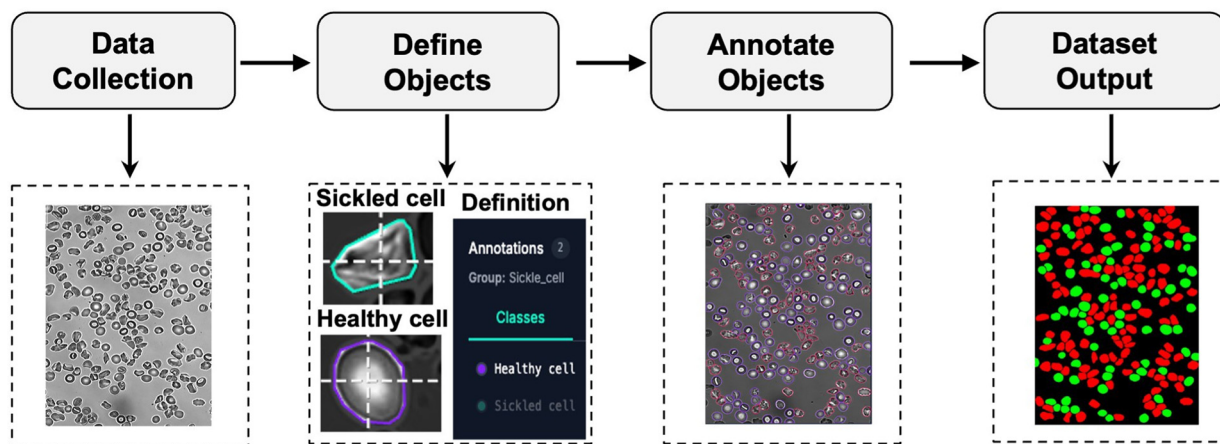 Data
Collection
Define
Objects
Annotate
Objects
Dataset
Output
Sickled cell
Healthy cell
Definition
Annotations 2
Group: Sickle_cell
Classes
Healthy cell
Sickled cell